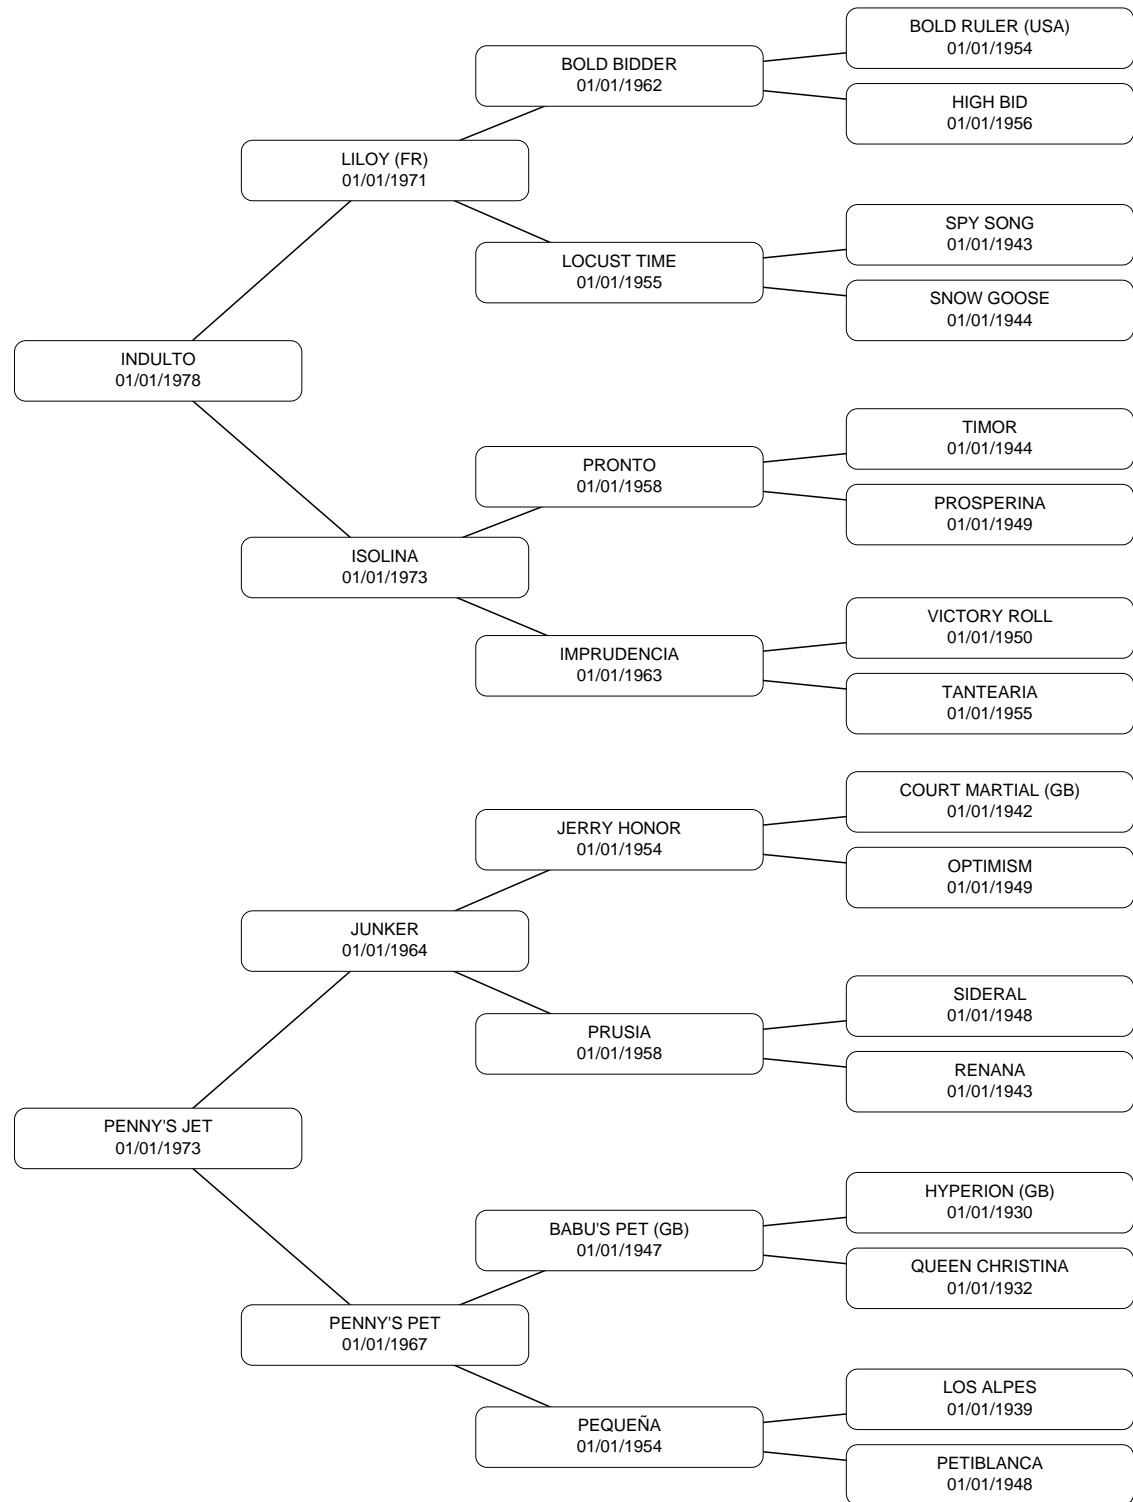 BOLD RULER (USA)
01/01/1954
BOLD BIDDER
01/01/1962
HIGH BID
01/01/1956
LILOY (FR)
01/01/1971
SPY SONG
01/01/1943
LOCUST TIME
01/01/1955
SNOW GOOSE
01/01/1944
INDULTO
01/01/1978
TIMOR
01/01/1944
PRONTO
01/01/1958
PROSPERINA
01/01/1949
ISOLINA
01/01/1973
VICTORY ROLL
01/01/1950
IMPRUDENCIA
01/01/1963
TANTEARIA
01/01/1955
COURT MARTIAL (GB)
01/01/1942
JERRY HONOR
01/01/1954
OPTIMISM
01/01/1949
JUNKER
01/01/1964
SIDERAL
01/01/1948
PRUSIA
01/01/1958
RENANA
01/01/1943
PENNY'S JET
01/01/1973
HYPERION (GB)
01/01/1930
BABU'S PET (GB)
01/01/1947
QUEEN CHRISTINA
01/01/1932
PENNY'S PET
01/01/1967
LOS ALPES
01/01/1939
PEQUEÑA
01/01/1954
PETIBLANCA
01/01/1948